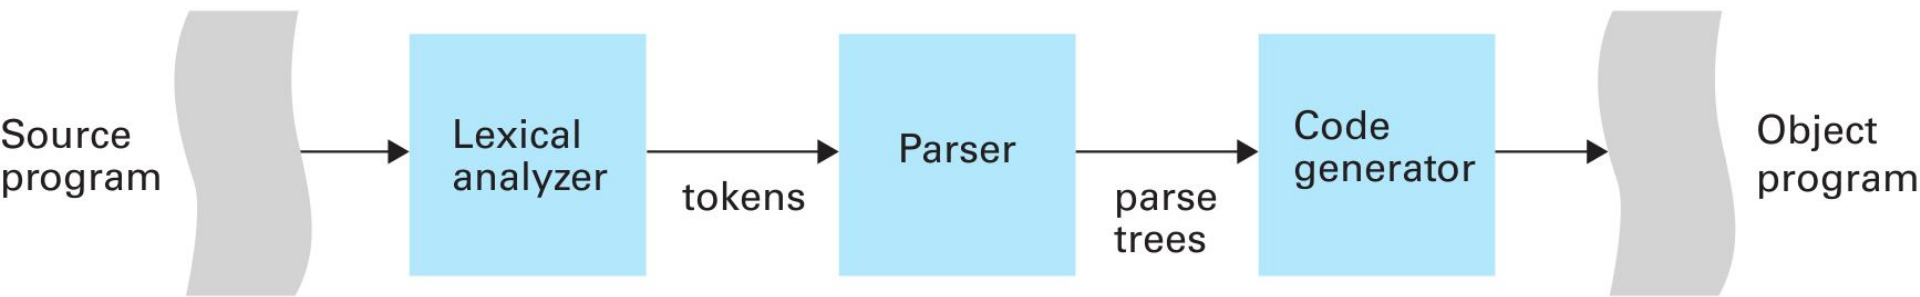 Source
program
Lexical
analyzer
tokens
Parser
parse
trees
Code
generator
Object
program